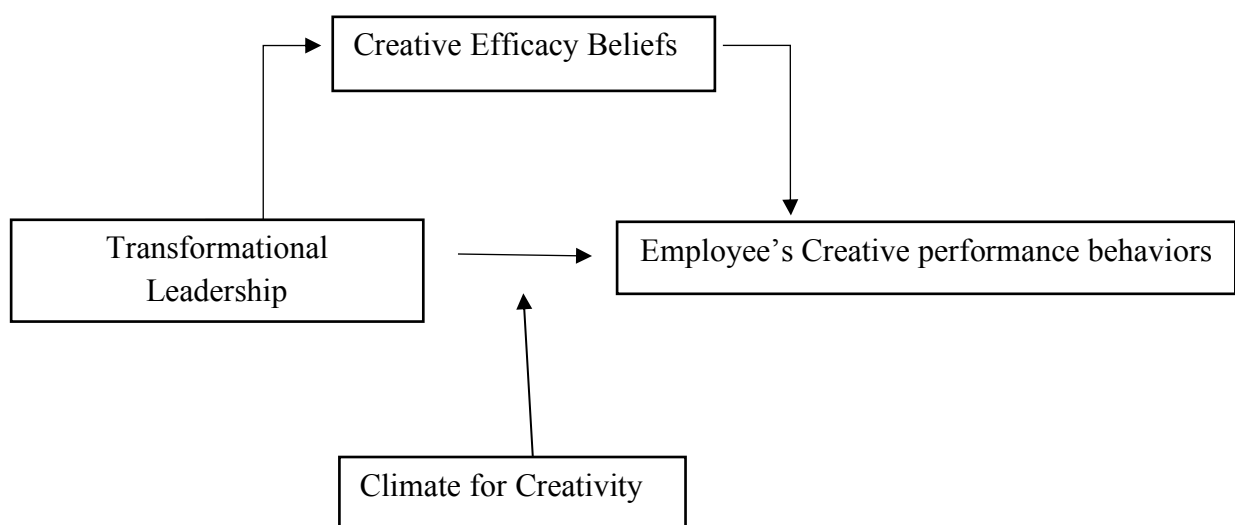 Creative Efficacy Beliefs
Transformational
Leadership
Employee’s Creative performance behaviors
Climate for Creativity